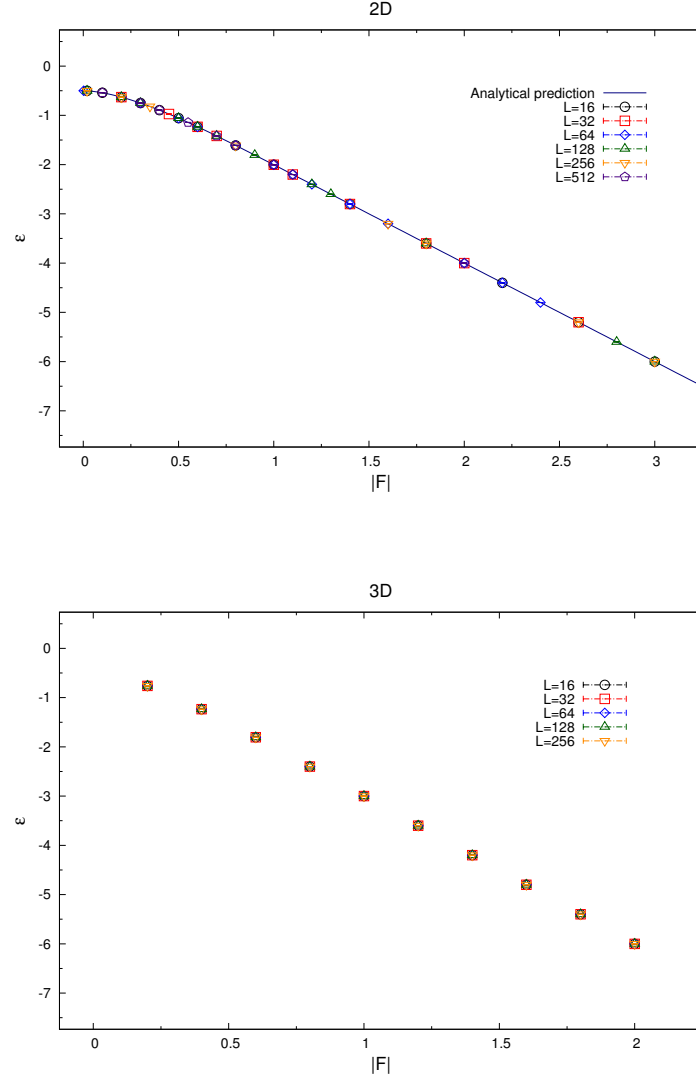 2D
0
-1
-2
-3
-4
-5
-6
-7
0 0.5 1 1.5 2 2.5 3
ε
|F|
Analytical prediction
L=16
L=32
L=64
L=128
L=256
L=512
3D
0
-1
-2
-3
-4
-5
-6
-7
0 0.5 1 1.5 2
ε
|F|
L=16
L=32
L=64
L=128
L=256